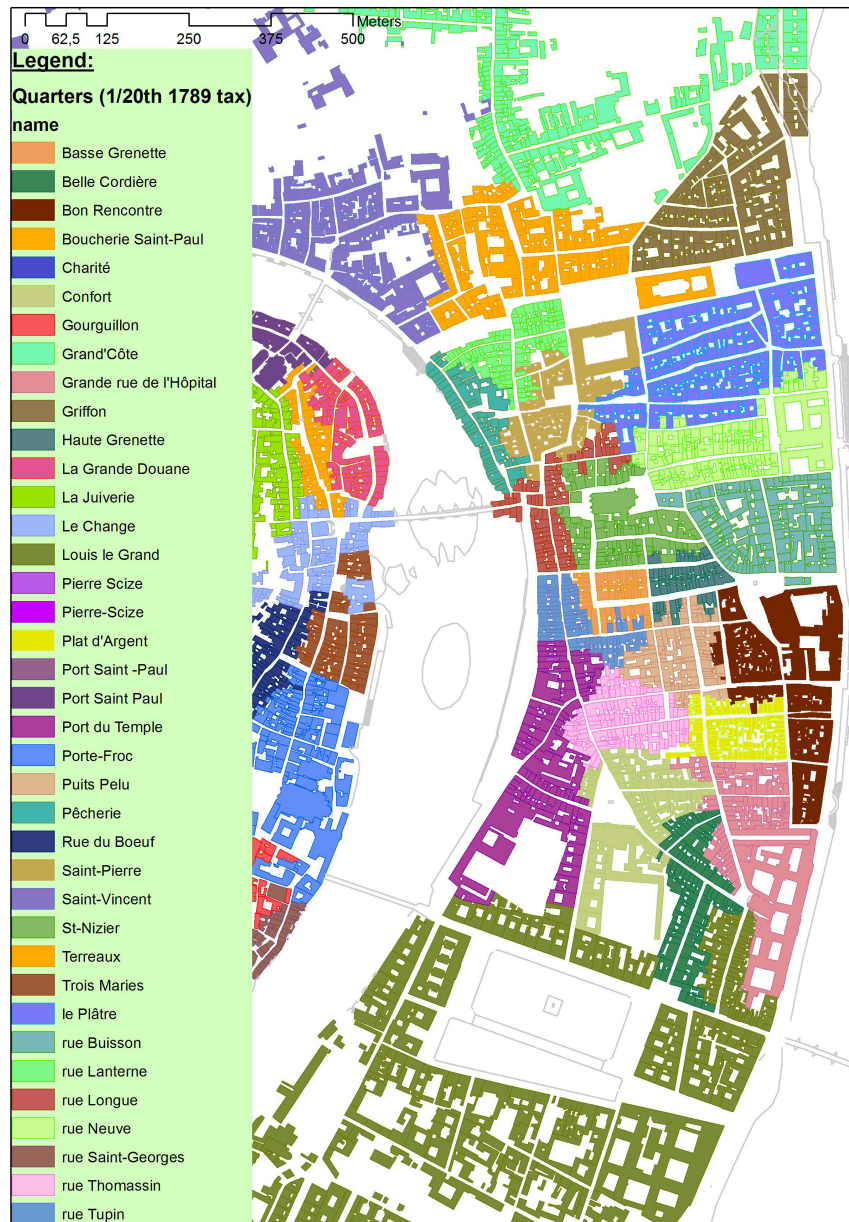 Meters
0 62,5 125 250 375 500
Legend:
Quarters (1/20th 1789 tax)
name
Basse Grenette
Belle Cordière
Bon Rencontre
Boucherie Saint-Paul
Charité
Confort
Gourguillon
Grand'Côte
Grande rue de l'Hôpital
Griffon
Haute Grenette
La Grande Douane
La Juiverie
Le Change
Louis le Grand
Pierre Scize
Pierre-Scize
Plat d'Argent
Port Saint -Paul
Port Saint Paul
Port du Temple
Porte-Froc
Puits Pelu
Pêcherie
Rue du Boeuf
Saint-Pierre
Saint-Vincent
St-Nizier
Terreaux
Trois Maries
le Plâtre
rue Buisson
rue Lanterne
rue Longue
rue Neuve
rue Saint-Georges
rue Thomassin
rue Tupin